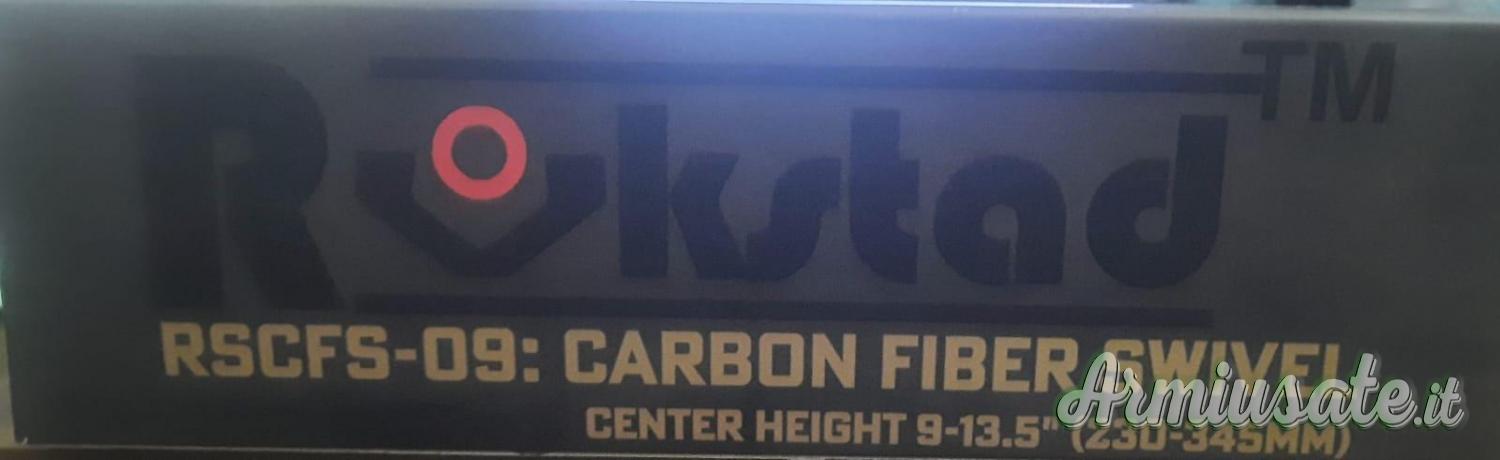 Rokstad™
RSCFS-09: CARBON FIBER SWIVEL
CENTER HEIGHT 9-13.5" (230-345MM)
Armiusate.it